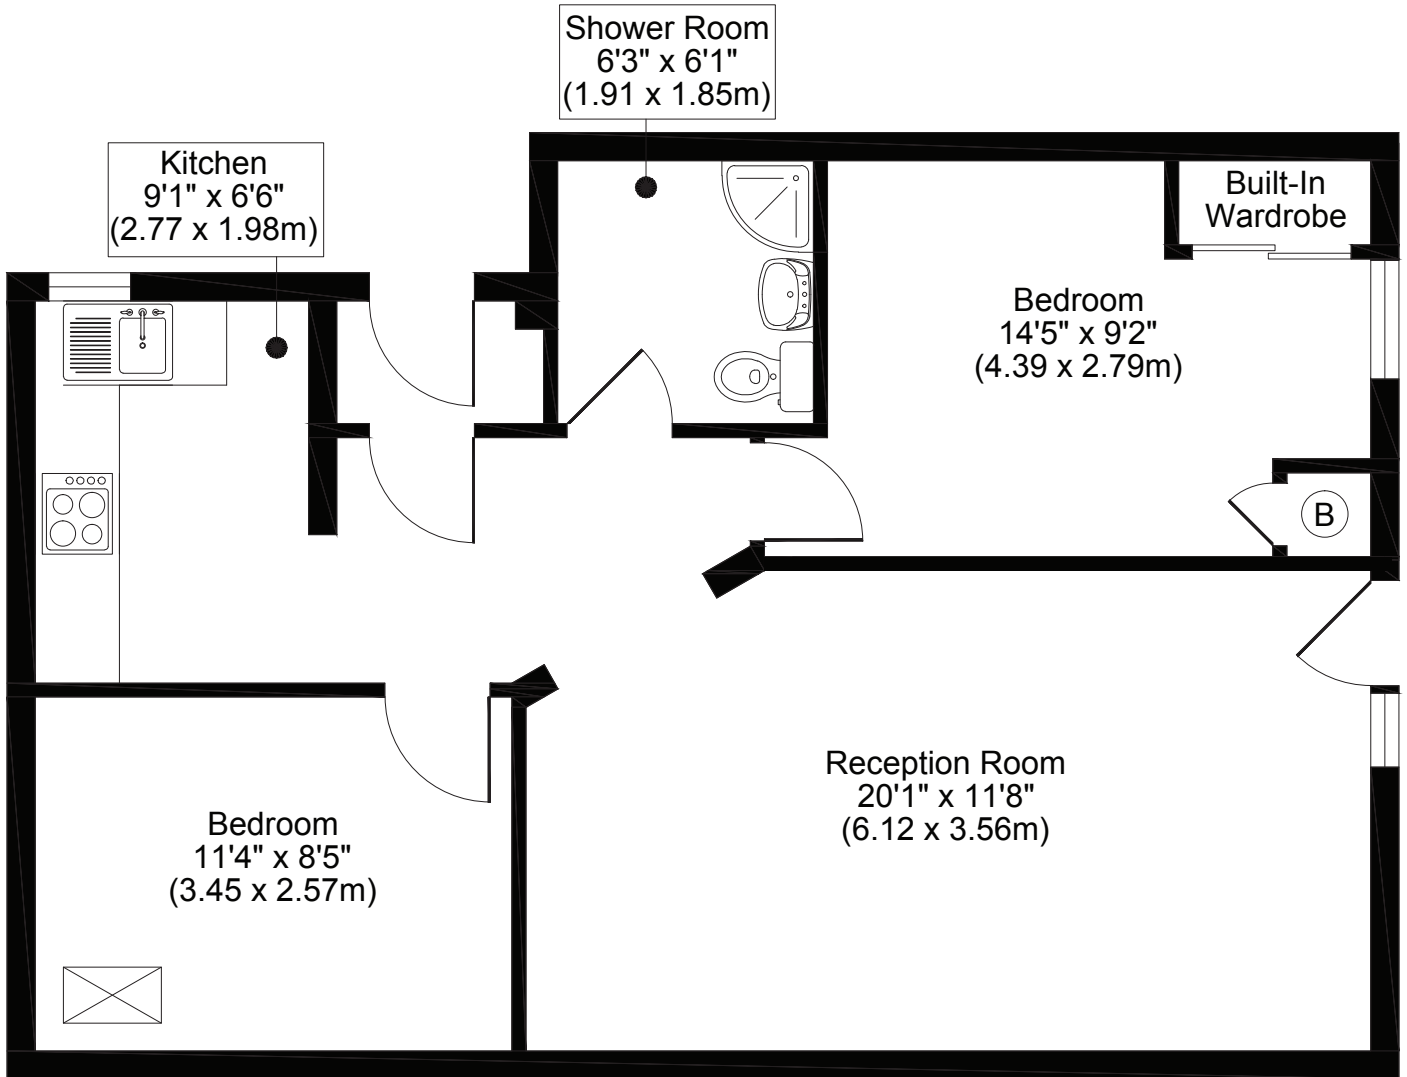 Shower Room
6'3" x 6'1"
(1.91 x 1.85m)
Kitchen
9'1" x 6'6"
(2.77 x 1.98m)
Built-In
Wardrobe
Bedroom
14'5" x 9'2"
(4.39 x 2.79m)
B
Reception Room
20'1" x 11'8"
(6.12 x 3.56m)
Bedroom
11'4" x 8'5"
(3.45 x 2.57m)